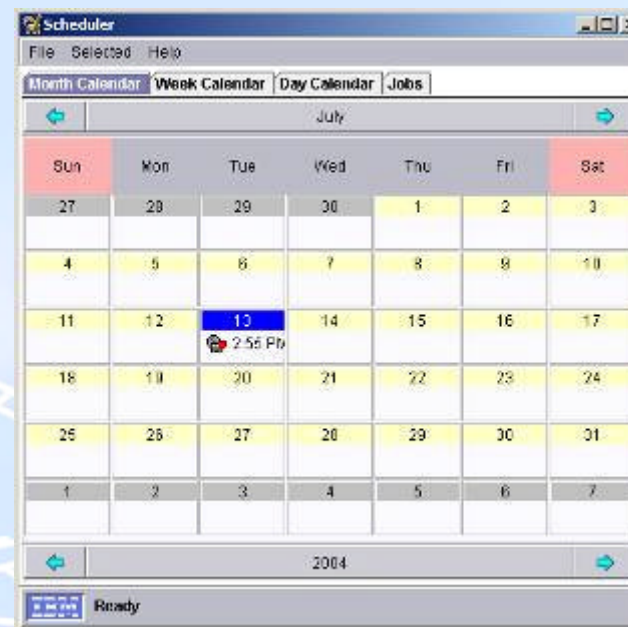 Scheduler
File Selected Help
Month Calendar Week Calendar Day Calendar Jobs
July
Sun Mon Tue Wed Thu Fri Sat
27 28 29 30 1 2 3
4 5 6 7 8 9 10
11 12 13 14 15 16 17
2:55 PM
18 19 20 21 22 23 24
25 26 27 28 29 30 31
1 2 3 4 5 6 7
2004
IBM Ready